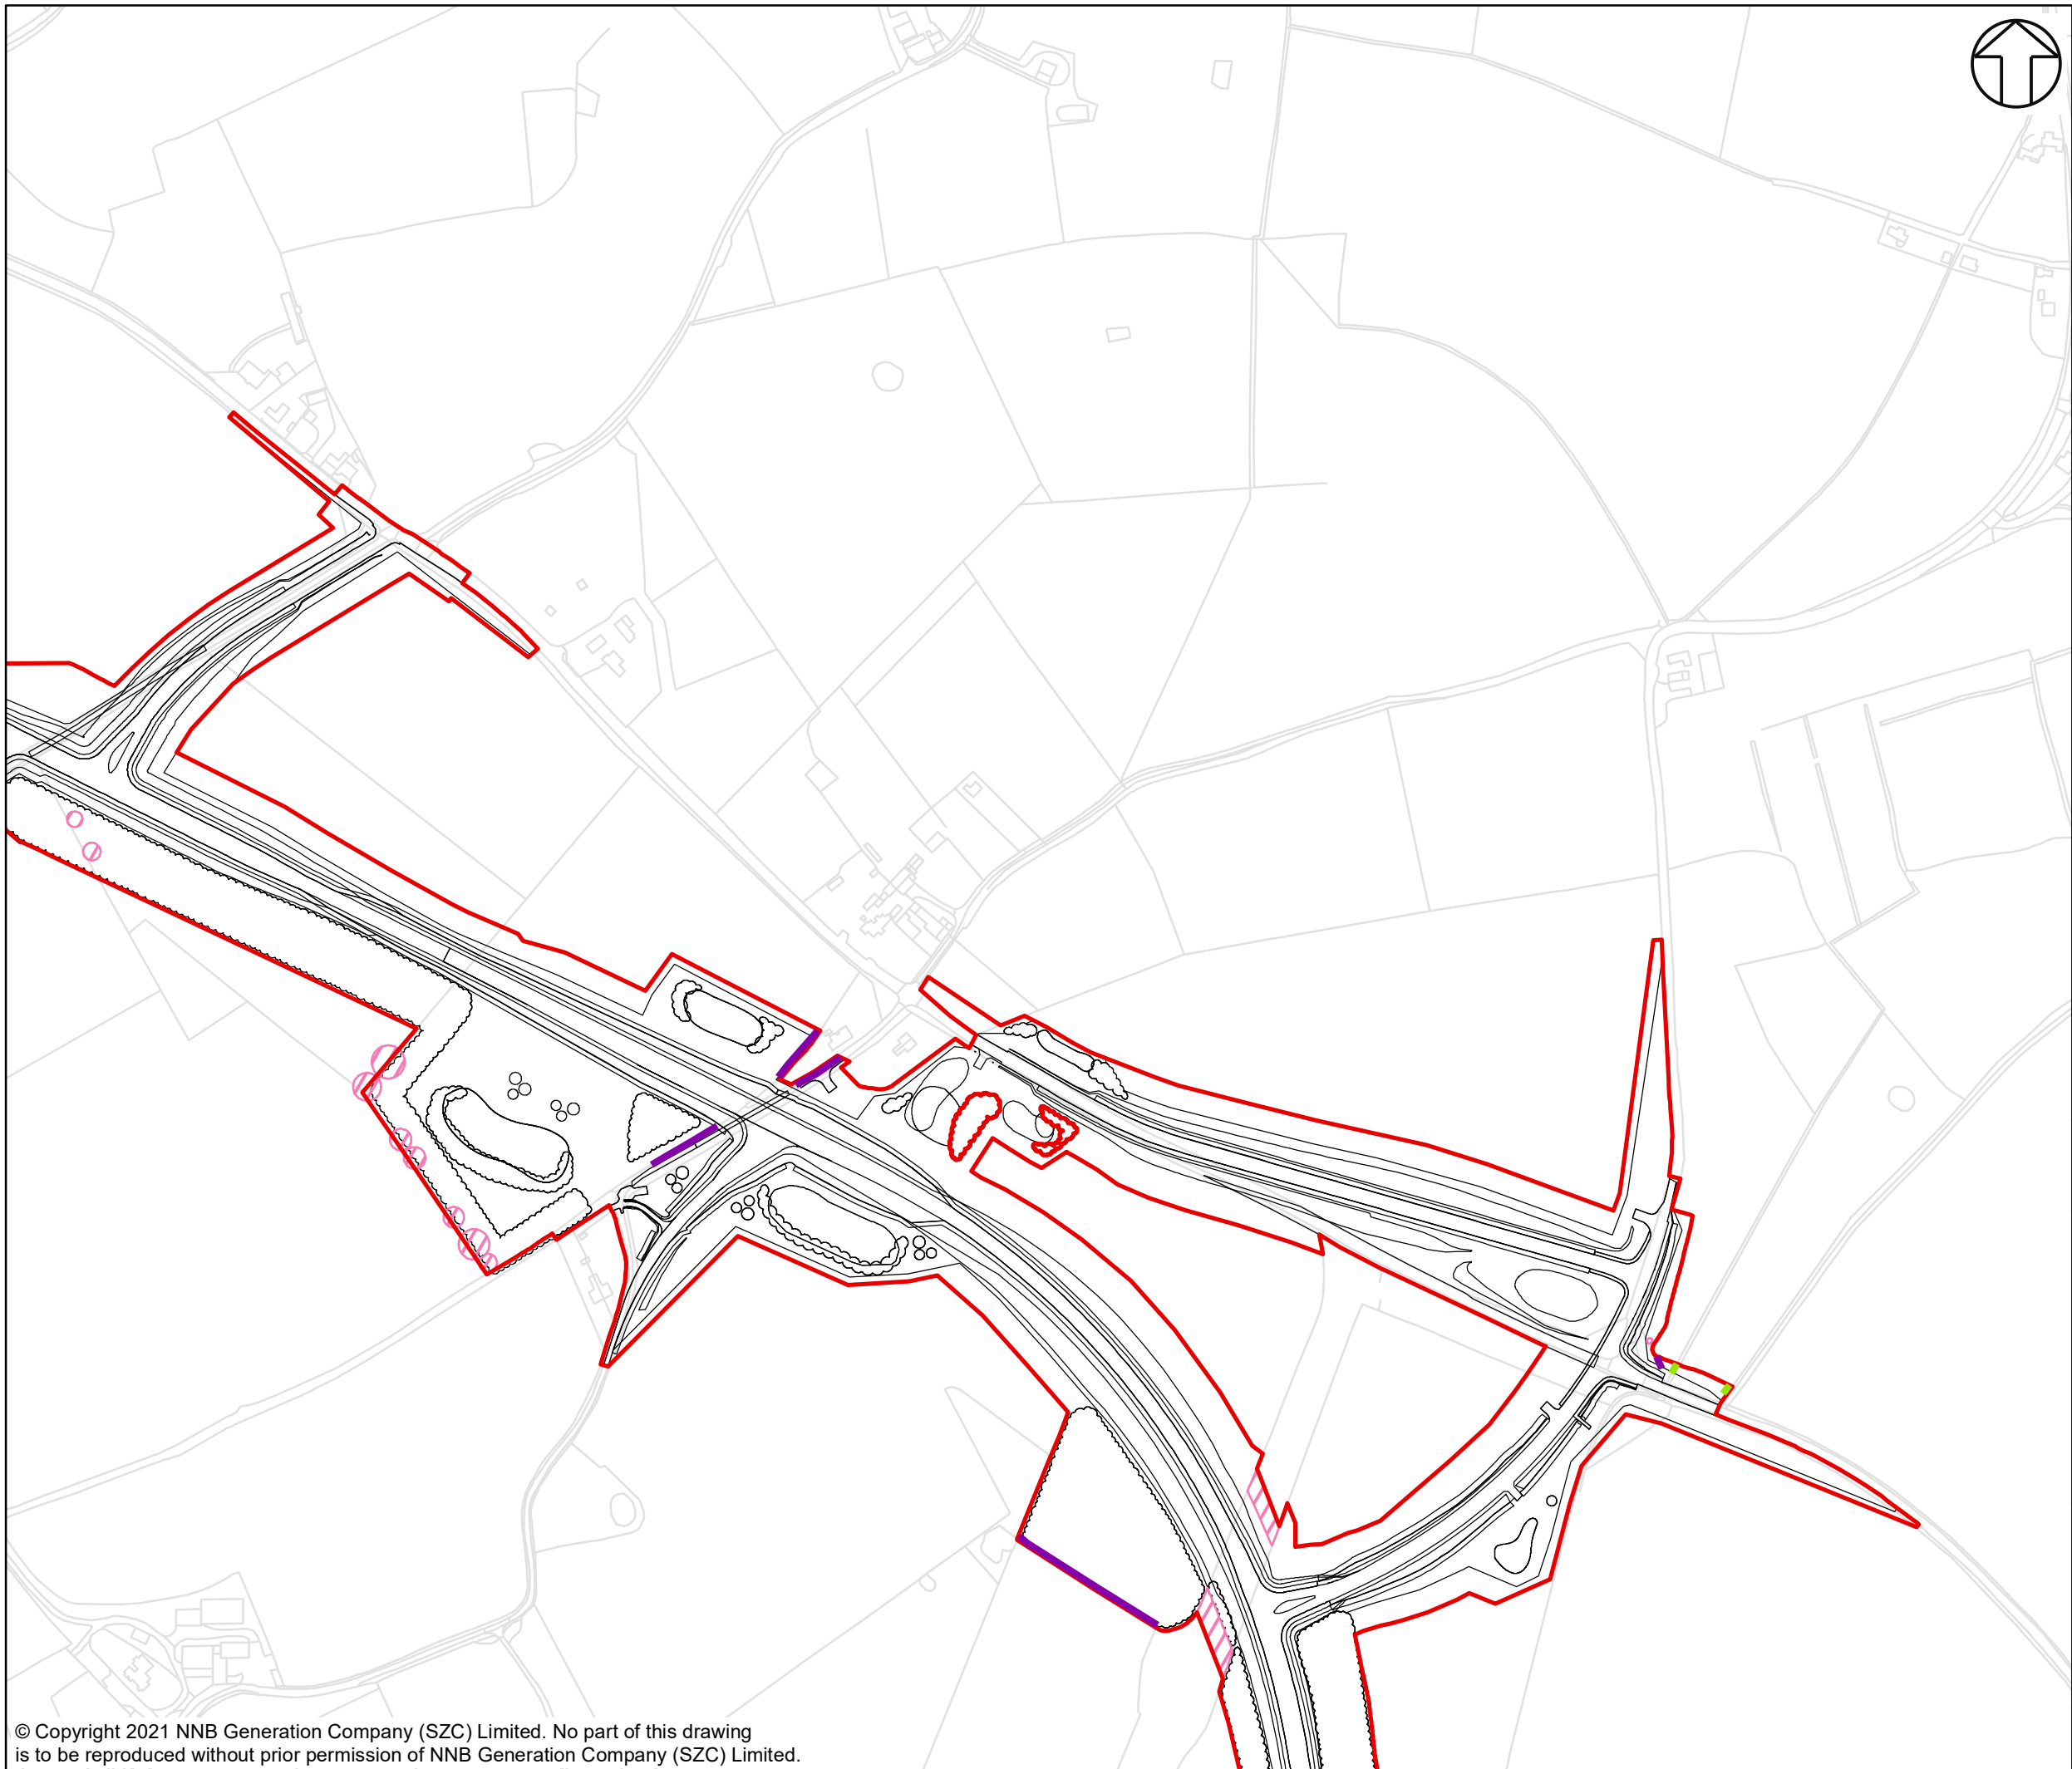 © Copyright 2021 NNB Generation Company (SZC) Limited. No part of this drawing
is to be reproduced without prior permission of NNB Generation Company (SZC) Limited.